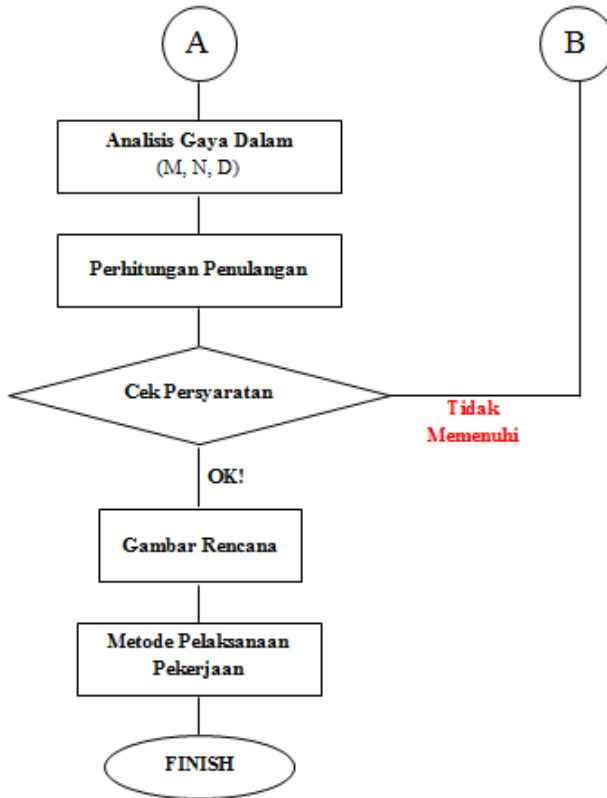 A
B
Analisis Gaya Dalam
(M, N, D)
Perhitungan Penulangan
Cek Persyaratan
Tidak
Memenuhi
OK!
Gambar Rencana
Metode Pelaksanaan
Pekerjaan
FINISH